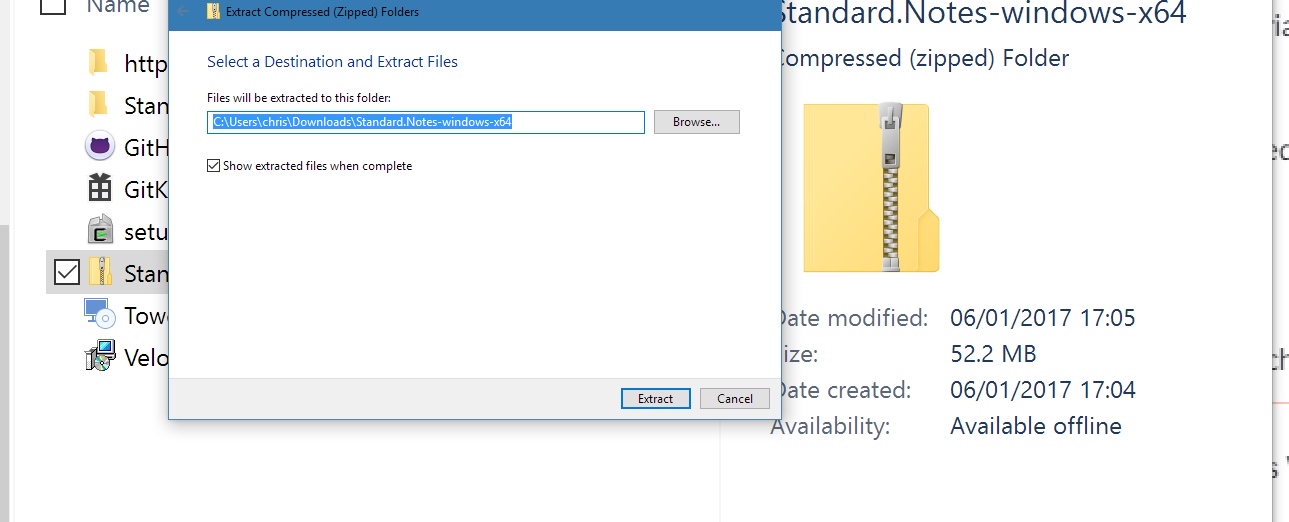 Name
http
Stan
GitH
GitK
setu
Stan
Towe
Velo
Extract Compressed (Zipped) Folders
Select a Destination and Extract Files
Files will be extracted to this folder:
C:\Users\chris\Downloads\Standard.Notes-windows-x64
Browse...
Show extracted files when complete
Extract
Cancel
Standard.Notes-windows-x64
Compressed (zipped) Folder
Date modified: 06/01/2017 17:05
Size: 52.2 MB
Date created: 06/01/2017 17:04
Availability: Available offline